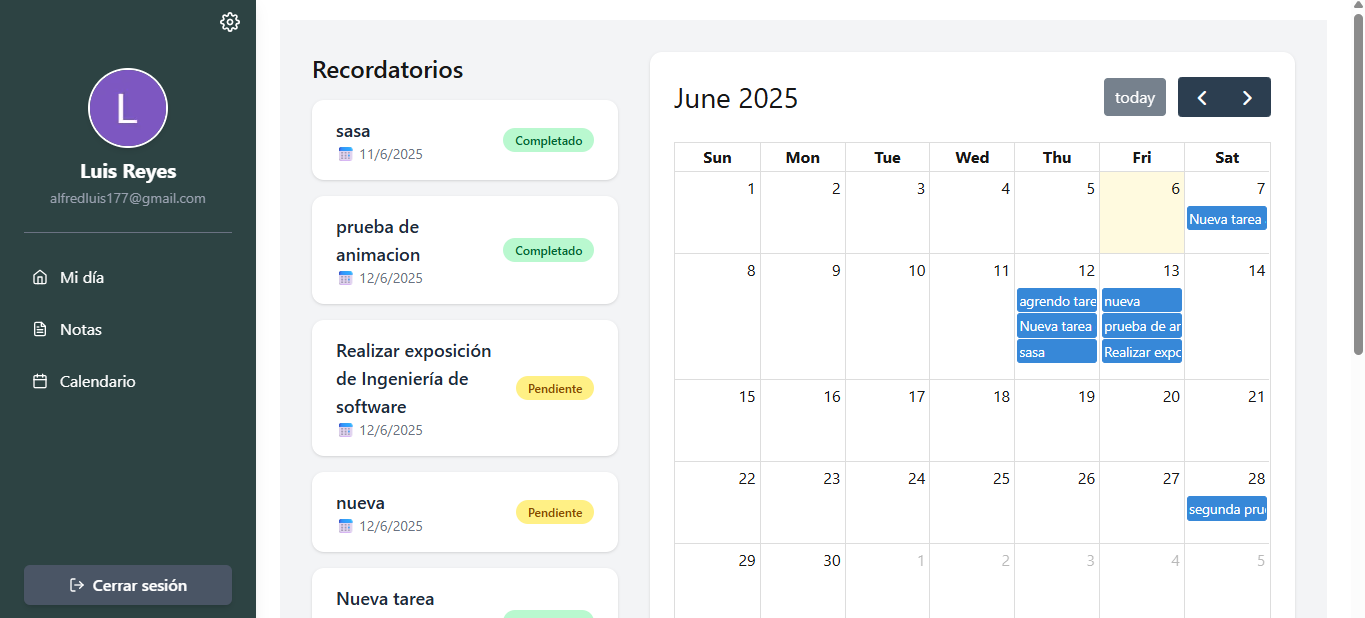 L
Luis Reyes
alfredluis177@gmail.com
Mi día
Notas
Calendario
Cerrar sesión
Recordatorios
sasa
11/6/2025
Completado
prueba de
animacion
12/6/2025
Completado
Realizar exposición
de Ingeniería de
software
12/6/2025
Pendiente
nueva
12/6/2025
Pendiente
Nueva tarea
June 2025
today
Sun Mon Tue Wed Thu Fri Sat
1 2 3 4 5 6 7
Nueva tarea
8 9 10 11 12 13 14
agrendo tare nueva
Nueva tarea prueba de ar
sasa Realizar expo
15 16 17 18 19 20 21
22 23 24 25 26 27 28
segunda pru
29 30 1 2 3 4 5